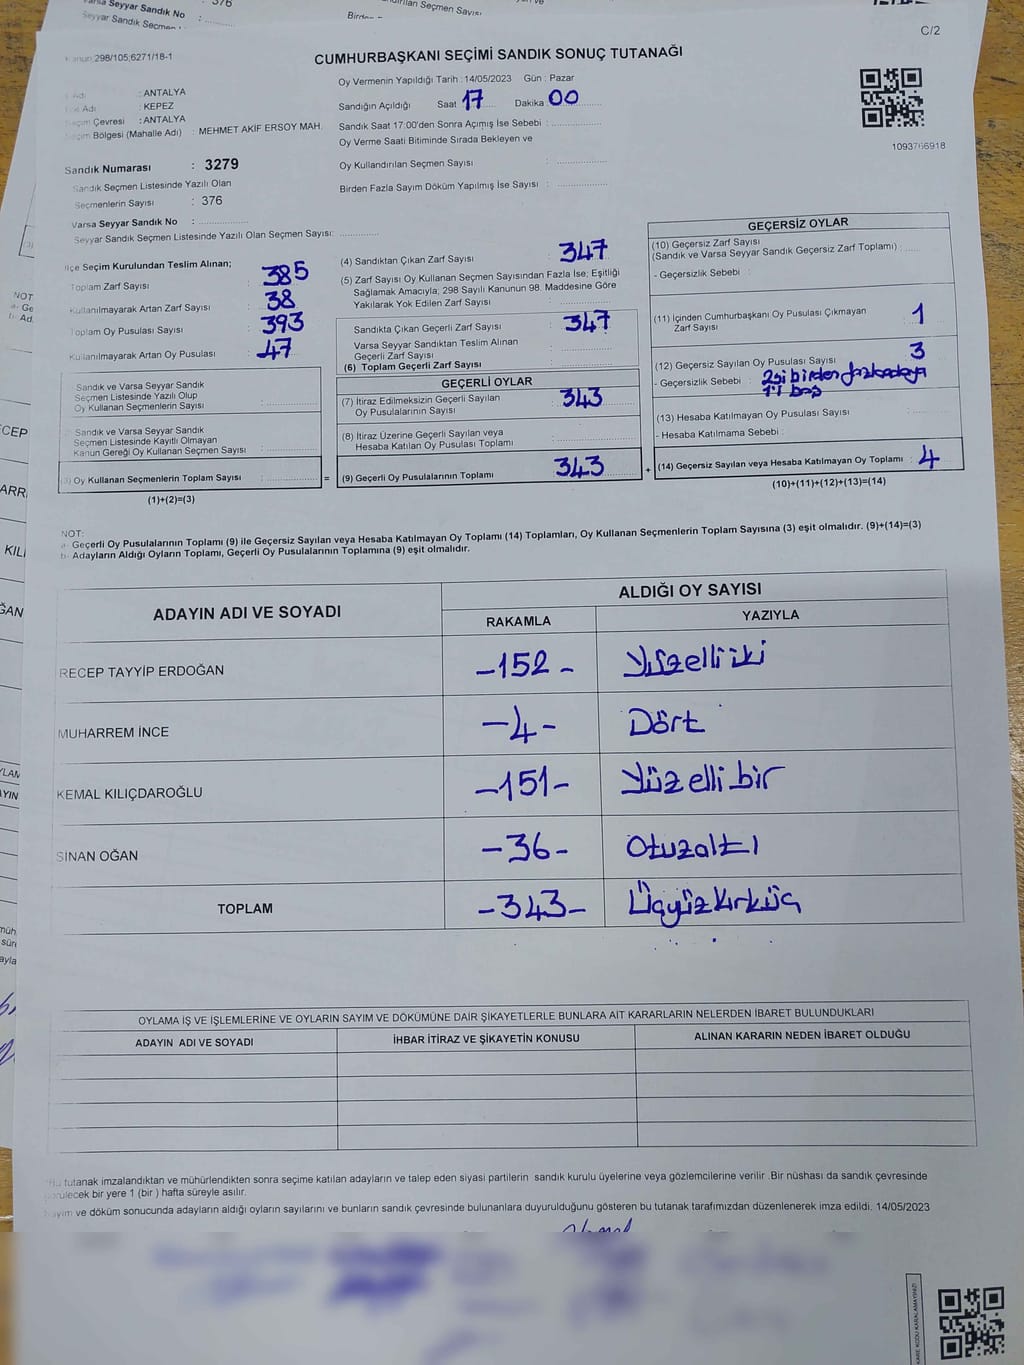 Varsa Seyyar Sandık No : 376
Seyyar Sandık
C/2
298/105;6271/18-1
CUMHURBAŞKANI SEÇİMİ SANDIK SONUÇ TUTANAĞI
Oy Vermenin Yapıldığı Tarih : 14/05/2023 Gün : Pazar
Adı : ANTALYA
Adı : KEPEZ
Çevresi : ANTALYA
Bölgesi (Mahalle Adı) : MEHMET AKİF ERSOY MAH.
Sandığın Açıldığı Saat 17 Dakika 00
Sandık Saat 17:00'den Sonra Açımış İse Sebebi :
Oy Verme Saati Bitiminde Sırada Bekleyen ve
Oy Kullandırılan Seçmen Sayısı :
Birden Fazla Sayım Döküm Yapılmış İse Sayısı :
1093766918
Sandık Numarası : 3279
Sandık Seçmen Listesinde Yazılı Olan
Seçmenlerin Sayısı : 376
Varsa Seyyar Sandık No :
Seyyar Sandık Seçmen Listesinde Yazılı Olan Seçmen Sayısı:
İlçe Seçim Kurulundan Teslim Alınan;
Toplam Zarf Sayısı : 385
Kullanılmayarak Artan Zarf Sayısı : 38
Toplam Oy Pusulası Sayısı : 393
Kullanılmayarak Artan Oy Pusulası : 47
Sandık ve Varsa Seyyar Sandık
Seçmen Listesinde Yazılı Olup
Oy Kullanan Seçmenlerin Sayısı :
Sandık ve Varsa Seyyar Sandık
Seçmen Listesinde Kayıtlı Olmayan
Kanun Gereği Oy Kullanan Seçmen Sayısı :
Oy Kullanan Seçmenlerin Toplam Sayısı :
(1)+(2)=(3)
(4) Sandıktan Çıkan Zarf Sayısı : 347
(5) Zarf Sayısı Oy Kullanan Seçmen Sayısından Fazla İse; Eşitliği
Sağlamak Amacıyla, 298 Sayılı Kanunun 98. Maddesine Göre
Yakılarak Yok Edilen Zarf Sayısı :
Sandıkta Çıkan Geçerli Zarf Sayısı : 347
Varsa Seyyar Sandıktan Teslim Alınan
Geçerli Zarf Sayısı :
(6) Toplam Geçerli Zarf Sayısı :
GEÇERLİ OYLAR
(7) İtiraz Edilmeksizin Geçerli Sayılan
Oy Pusulalarının Sayısı : 343
(8) İtiraz Üzerine Geçerli Sayılan veya
Hesaba Katılan Oy Pusulası Toplamı :
= (9) Geçerli Oy Pusulalarının Toplamı : 343 +
GEÇERSİZ OYLAR
(10) Geçersiz Zarf Sayısı
(Sandık ve Varsa Seyyar Sandık Geçersiz Zarf Toplamı) :
- Geçersizlik Sebebi :
(11) İçinden Cumhurbaşkanı Oy Pusulası Çıkmayan
Zarf Sayısı : 1
(12) Geçersiz Sayılan Oy Pusulası Sayısı : 3
- Geçersizlik Sebebi : 2si birden fazla adaya
1'i boş
(13) Hesaba Katılmayan Oy Pusulası Sayısı :
- Hesaba Katılmama Sebebi :
(14) Geçersiz Sayılan veya Hesaba Katılmayan Oy Toplamı : 4
(10)+(11)+(12)+(13)=(14)
NOT:
a- Geçerli Oy Pusulalarının Toplamı (9) ile Geçersiz Sayılan veya Hesaba Katılmayan Oy Toplamı (14) Toplamları, Oy Kullanan Seçmenlerin Toplam Sayısına (3) eşit olmalıdır. (9)+(14)=(3)
b- Adayların Aldığı Oyların Toplamı, Geçerli Oy Pusulalarının Toplamına (9) eşit olmalıdır.
ADAYIN ADI VE SOYADI ALDIĞI OY SAYISI
RAKAMLA YAZIYLA
RECEP TAYYİP ERDOĞAN -152- Yüzelliiki
MUHARREM İNCE -4- Dört
KEMAL KILIÇDAROĞLU -151- Yüzellibir
SİNAN OĞAN -36- Otuzaltı
TOPLAM -343- Üçyüzkırküç
OYLAMA İŞ VE İŞLEMLERİNE VE OYLARIN SAYIM VE DÖKÜMÜNE DAİR ŞİKAYETLERLE BUNLARA AİT KARARLARIN NELERDEN İBARET BULUNDUKLARI
ADAYIN ADI VE SOYADI İHBAR İTİRAZ VE ŞİKAYETİN KONUSU ALINAN KARARIN NEDEN İBARET OLDUĞU
Bu tutanak imzalandıktan ve mühürlendikten sonra seçime katılan adayların ve talep eden siyasi partilerin sandık kurulu üyelerine veya gözlemcilerine verilir .Bir nüshası da sandık çevresinde
görülecek bir yere 1 (bir ) hafta süreyle asılır.
Sayım ve döküm sonucunda adayların aldığı oyların sayılarını ve bunların sandık çevresinde bulunanlara duyurulduğunu gösteren bu tutanak tarafımızdan düzenlenerek imza edildi. 14/05/2023
KARE KODU KARALAMAYINIZ!